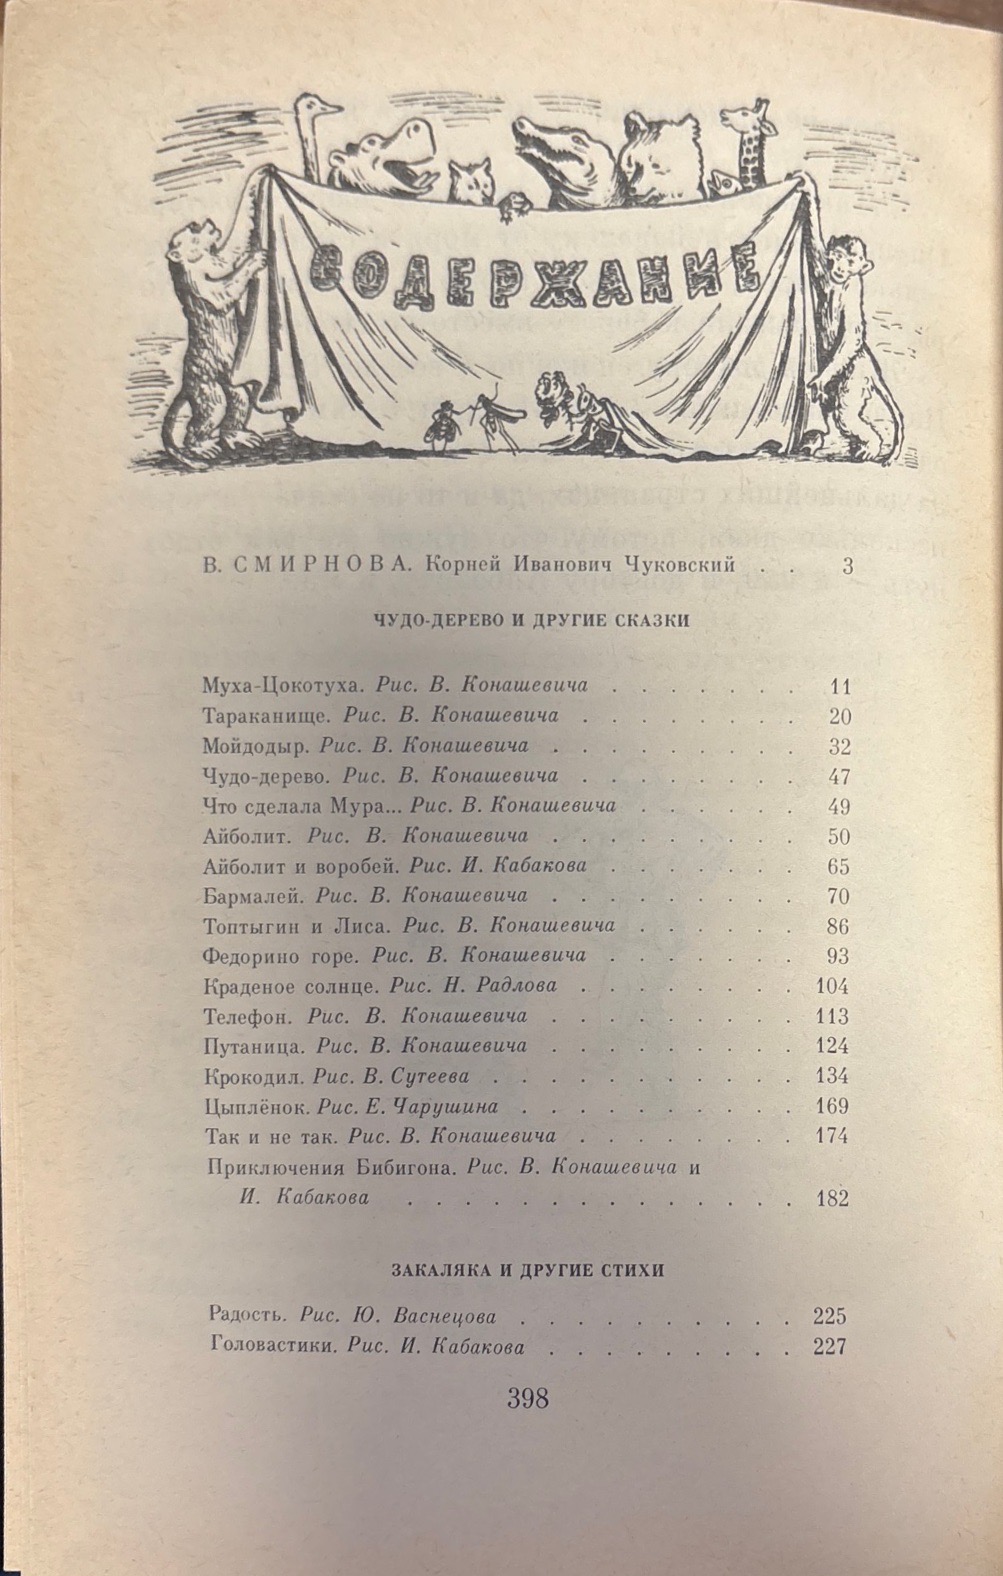 СОДЕРЖАНИЕ
В. СМИРНОВА. Корней Иванович Чуковский . . 3
ЧУДО-ДЕРЕВО И ДРУГИЕ СКАЗКИ
Муха-Цокотуха. Рис. В. Конашевича . . . . . . . 11
Тараканище. Рис. В. Конашевича . . . . . . . . 20
Мойдодыр. Рис. В. Конашевича . . . . . . . . . 32
Чудо-дерево. Рис. В. Конашевича . . . . . . . . 47
Что сделала Мура... Рис. В. Конашевича . . . . . . 49
Айболит. Рис. В. Конашевича . . . . . . . . . 50
Айболит и воробей. Рис. И. Кабакова . . . . . . . 65
Бармалей. Рис. В. Конашевича . . . . . . . . . 70
Топтыгин и Лиса. Рис. В. Конашевича . . . . . . 86
Федорино горе. Рис. В. Конашевича . . . . . . . 93
Краденое солнце. Рис. Н. Радлова . . . . . . . . 104
Телефон. Рис. В. Конашевича . . . . . . . . . 113
Путаница. Рис. В. Конашевича . . . . . . . . . 124
Крокодил. Рис. В. Сутеева . . . . . . . . . . . 134
Цыплёнок. Рис. Е. Чарушина . . . . . . . . . . 169
Так и не так. Рис. В. Конашевича . . . . . . . . 174
Приключения Бибигона. Рис. В. Конашевича и
И. Кабакова . . . . . . . . . . . . . . 182
ЗАКАЛЯКА И ДРУГИЕ СТИХИ
Радость. Рис. Ю. Васнецова . . . . . . . . . . 225
Головастики. Рис. И. Кабакова . . . . . . . . . 227
398